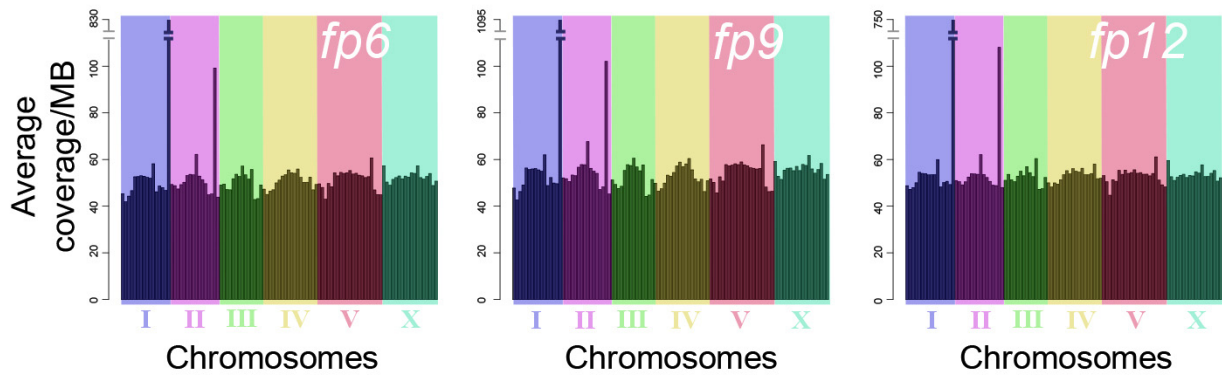 Average
coverage/MB
830
100
80
60
40
20
0
fp6
I II III IV V X
Chromosomes
1095
100
80
60
40
20
0
fp9
I II III IV V X
Chromosomes
750
100
80
60
40
20
0
fp12
I II III IV V X
Chromosomes